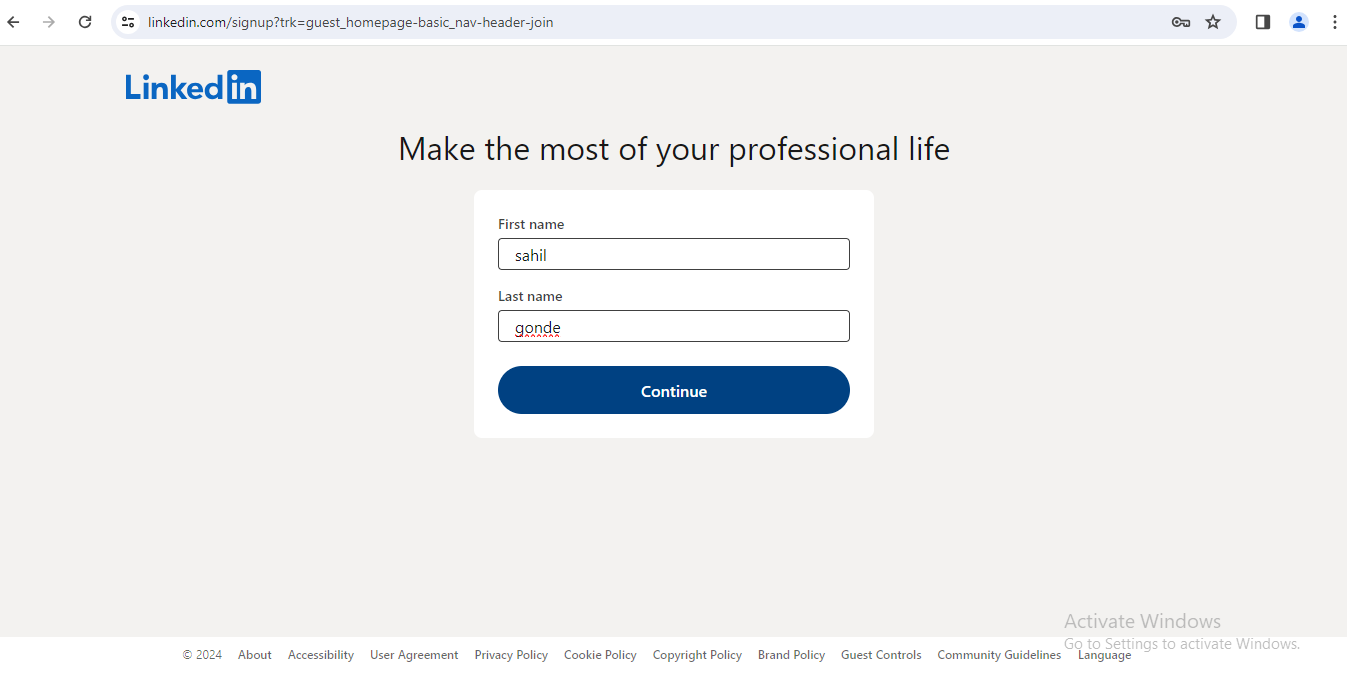 linkedin.com/signup?trk=guest_homepage-basic_nav-header-join
Linkedin
Make the most of your professional life
First name
sahil
Last name
gonde
Continue
Activate Windows
Go to Settings to activate Windows.
© 2024 About Accessibility User Agreement Privacy Policy Cookie Policy Copyright Policy Brand Policy Guest Controls Community Guidelines Language